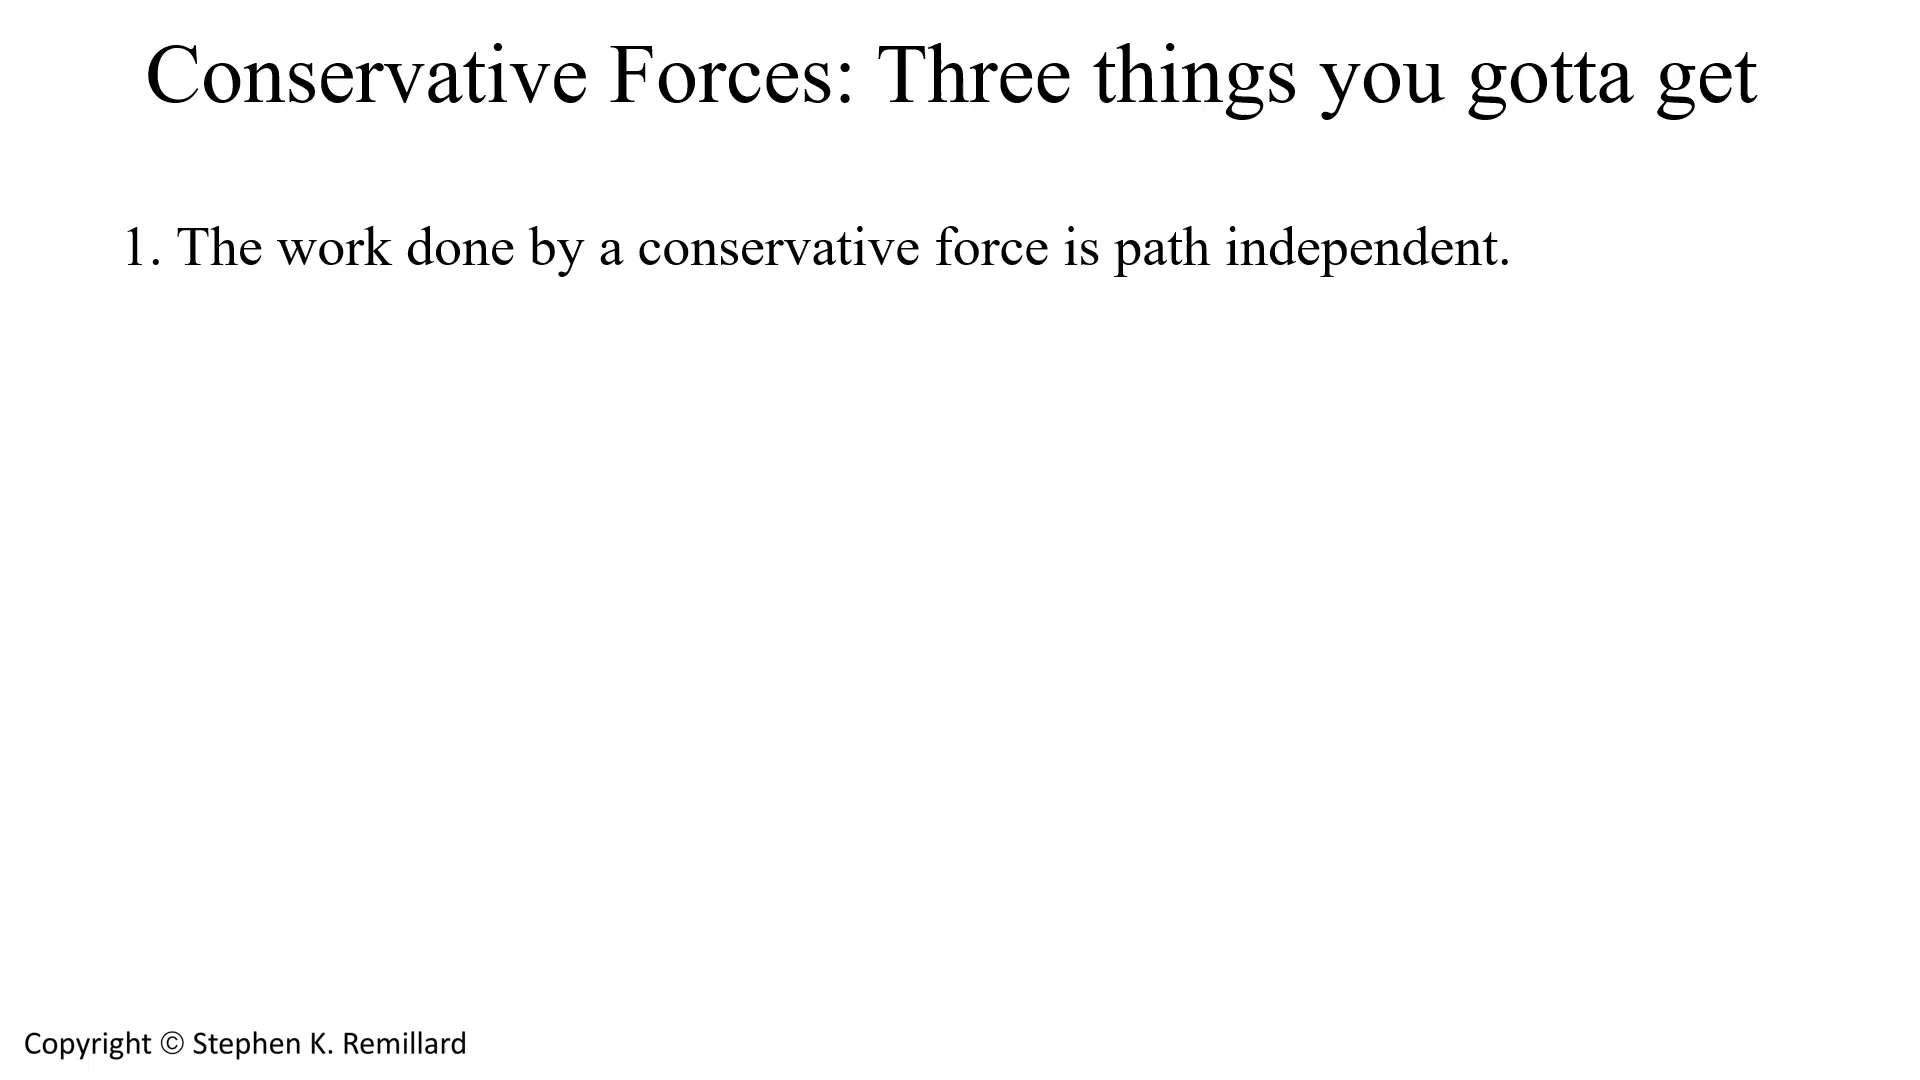 Conservative Forces: Three things you gotta get
1. The work done by a conservative force is path independent.
Copyright © Stephen K. Remillard